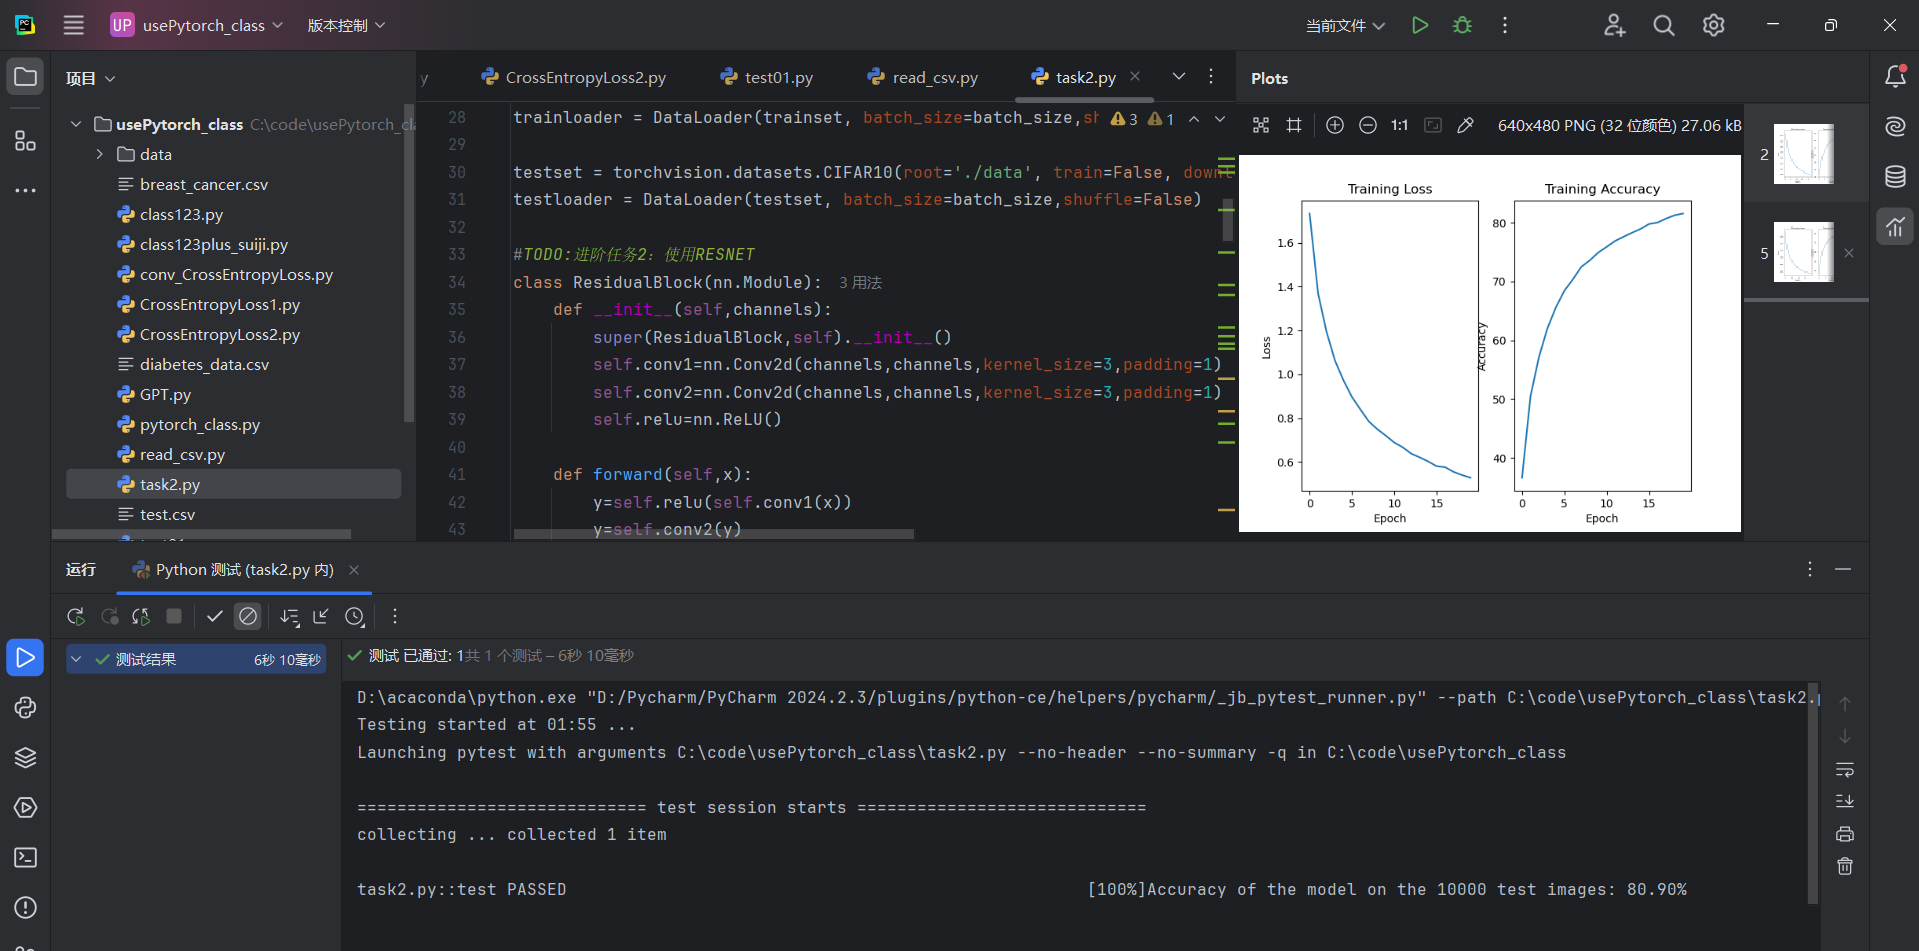 UP usePytorch_class 版本控制 当前文件
项目
usePytorch_class C:\code\usePytorch_cla
data
breast_cancer.csv
class123.py
class123plus_suiji.py
conv_CrossEntropyLoss.py
CrossEntropyLoss1.py
CrossEntropyLoss2.py
diabetes_data.csv
GPT.py
pytorch_class.py
read_csv.py
task2.py
test.csv
y CrossEntropyLoss2.py test01.py read_csv.py task2.py
28 trainloader = DataLoader(trainset, batch_size=batch_size,sh 3 1
29
30 testset = torchvision.datasets.CIFAR10(root='./data', train=False, downl
31 testloader = DataLoader(testset, batch_size=batch_size,shuffle=False)
32
33 #TODO:进阶任务2: 使用RESNET
34 class ResidualBlock(nn.Module): 3 用法
35 def __init__(self,channels):
36 super(ResidualBlock,self).__init__()
37 self.conv1=nn.Conv2d(channels,channels,kernel_size=3,padding=1)
38 self.conv2=nn.Conv2d(channels,channels,kernel_size=3,padding=1)
39 self.relu=nn.ReLU()
40
41 def forward(self,x):
42 y=self.relu(self.conv1(x))
43 y=self.conv2(y)
Plots
1:1 640x480 PNG (32 位颜色) 27.06 kB
Training Loss
Loss
1.6
1.4
1.2
1.0
0.8
0.6
0 5 10 15
Epoch
Training Accuracy
Accuracy
80
70
60
50
40
0 5 10 15
Epoch
2
5
运行 Python 测试 (task2.py 内)
测试结果 6秒 10毫秒
测试 已通过: 1共 1 个测试 – 6秒 10毫秒
D:\acaconda\python.exe "D:/Pycharm/PyCharm 2024.2.3/plugins/python-ce/helpers/pycharm/_jb_pytest_runner.py" --path C:\code\usePytorch_class\task2.p
Testing started at 01:55 ...
Launching pytest with arguments C:\code\usePytorch_class\task2.py --no-header --no-summary -q in C:\code\usePytorch_class
============================= test session starts =============================
collecting ... collected 1 item
task2.py::test PASSED [100%]Accuracy of the model on the 10000 test images: 80.90%